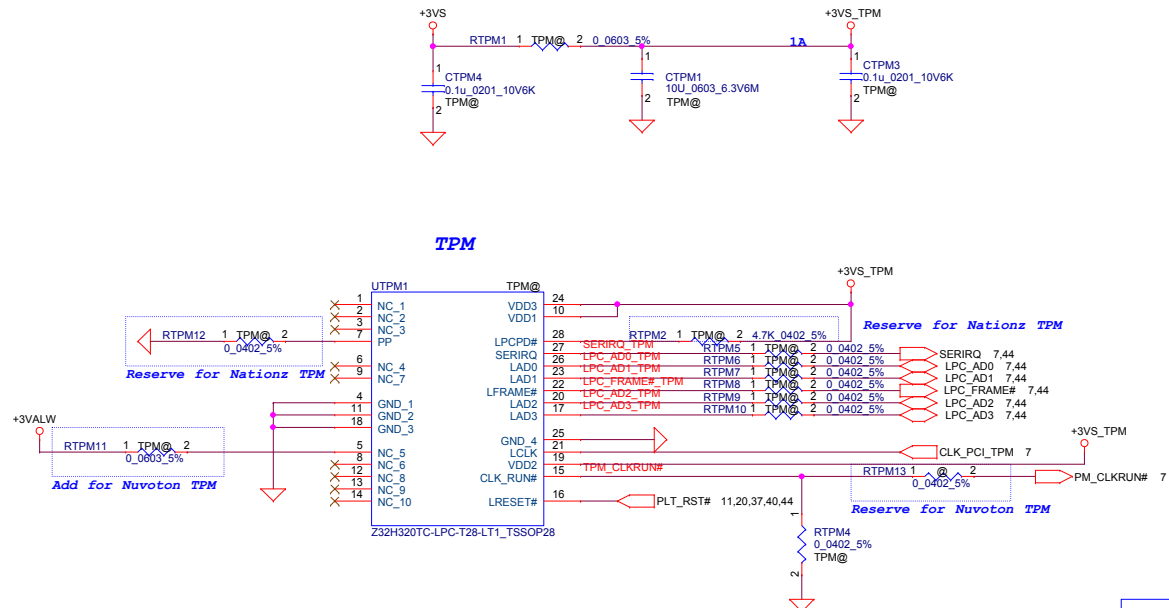 +3VS
+3VS_TPM
RTPM1 1 TPM@ 2 0_0603_5%
1A
1
CTPM4
0.1u_0201_10V6K
TPM@
2
1
CTPM1
10U_0603_6.3V6M
TPM@
2
1
CTPM3
0.1u_0201_10V6K
TPM@
2
TPM
+3VS_TPM
UTPM1 TPM@
1 NC_1
2 NC_2
3 NC_3
7 PP
6 NC_4
9 NC_7
4 GND_1
11 GND_2
18 GND_3
5 NC_5
8 NC_6
12 NC_8
13 NC_9
14 NC_10
RTPM12 1 TPM@ 2
0_0402_5%
Reserve for Nationz TPM
+3VALW
RTPM11 1 TPM@ 2
0_0603_5%
Add for Nuvoton TPM
VDD3 24
VDD1 10
LPCPD# 28 RTPM2 1 TPM@ 2 4.7K_0402_5%
Reserve for Nationz TPM
SERIRQ 27 SERIRQ_TPM RTPM5 1 TPM@ 2 0_0402_5% SERIRQ 7,44
LAD0 26 LPC_AD0_TPM RTPM6 1 TPM@ 2 0_0402_5% LPC_AD0 7,44
LAD1 23 LPC_AD1_TPM RTPM7 1 TPM@ 2 0_0402_5% LPC_AD1 7,44
LFRAME# 22 LPC_FRAME#_TPM RTPM8 1 TPM@ 2 0_0402_5% LPC_FRAME# 7,44
LAD2 20 LPC_AD2_TPM RTPM9 1 TPM@ 2 0_0402_5% LPC_AD2 7,44
LAD3 17 LPC_AD3_TPM RTPM10 1 TPM@ 2 0_0402_5% LPC_AD3 7,44
GND_4 25
LCLK 21 CLK_PCI_TPM 7
+3VS_TPM
VDD2 19
CLK_RUN# 15 TPM_CLKRUN# RTPM13 1 @ 2 PM_CLKRUN# 7
0_0402_5%
Reserve for Nuvoton TPM
LRESET# 16 PLT_RST# 11,20,37,40,44
Z32H320TC-LPC-T28-LT1_TSSOP28
1
RTPM4
0_0402_5%
TPM@
2